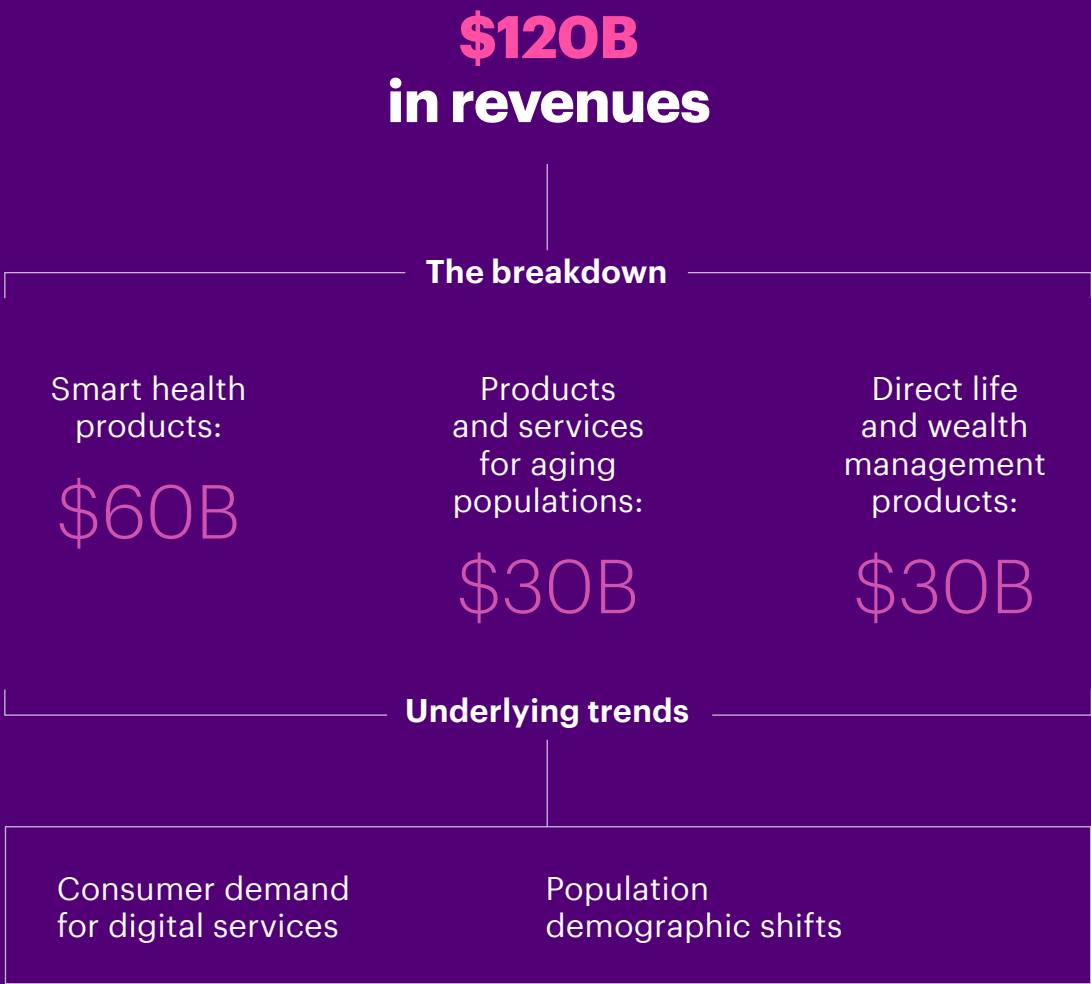 $120B
in revenues
The breakdown
Smart health
products:
$60B
Products
and services
for aging
populations:
$30B
Direct life
and wealth
management
products:
$30B
Underlying trends
Consumer demand
for digital services
Population
demographic shifts